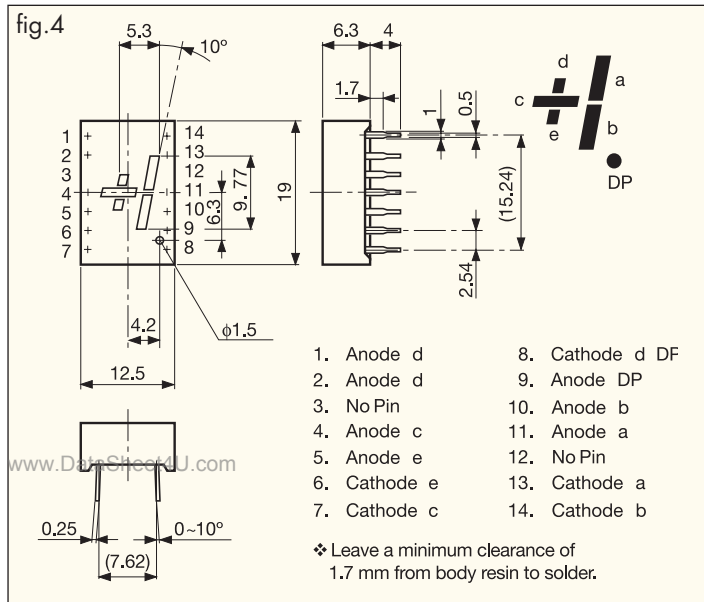 fig.4
5.3
10°
6.3
4
1.7
1
0.5
d
a
c
e
b
DP
1
2
3
4
5
6
7
14
13
12
11
10
9
8
6.3
9.77
19
(15.24)
2.54
4.2
φ1.5
12.5
1. Anode d
2. Anode d
3. No Pin
4. Anode c
5. Anode e
6. Cathode e
7. Cathode c
8. Cathode d DP
9. Anode DP
10. Anode b
11. Anode a
12. No Pin
13. Cathode a
14. Cathode b
www.DataSheet4U.com
0.25
0~10°
(7.62)
❖ Leave a minimum clearance of
1.7 mm from body resin to solder.